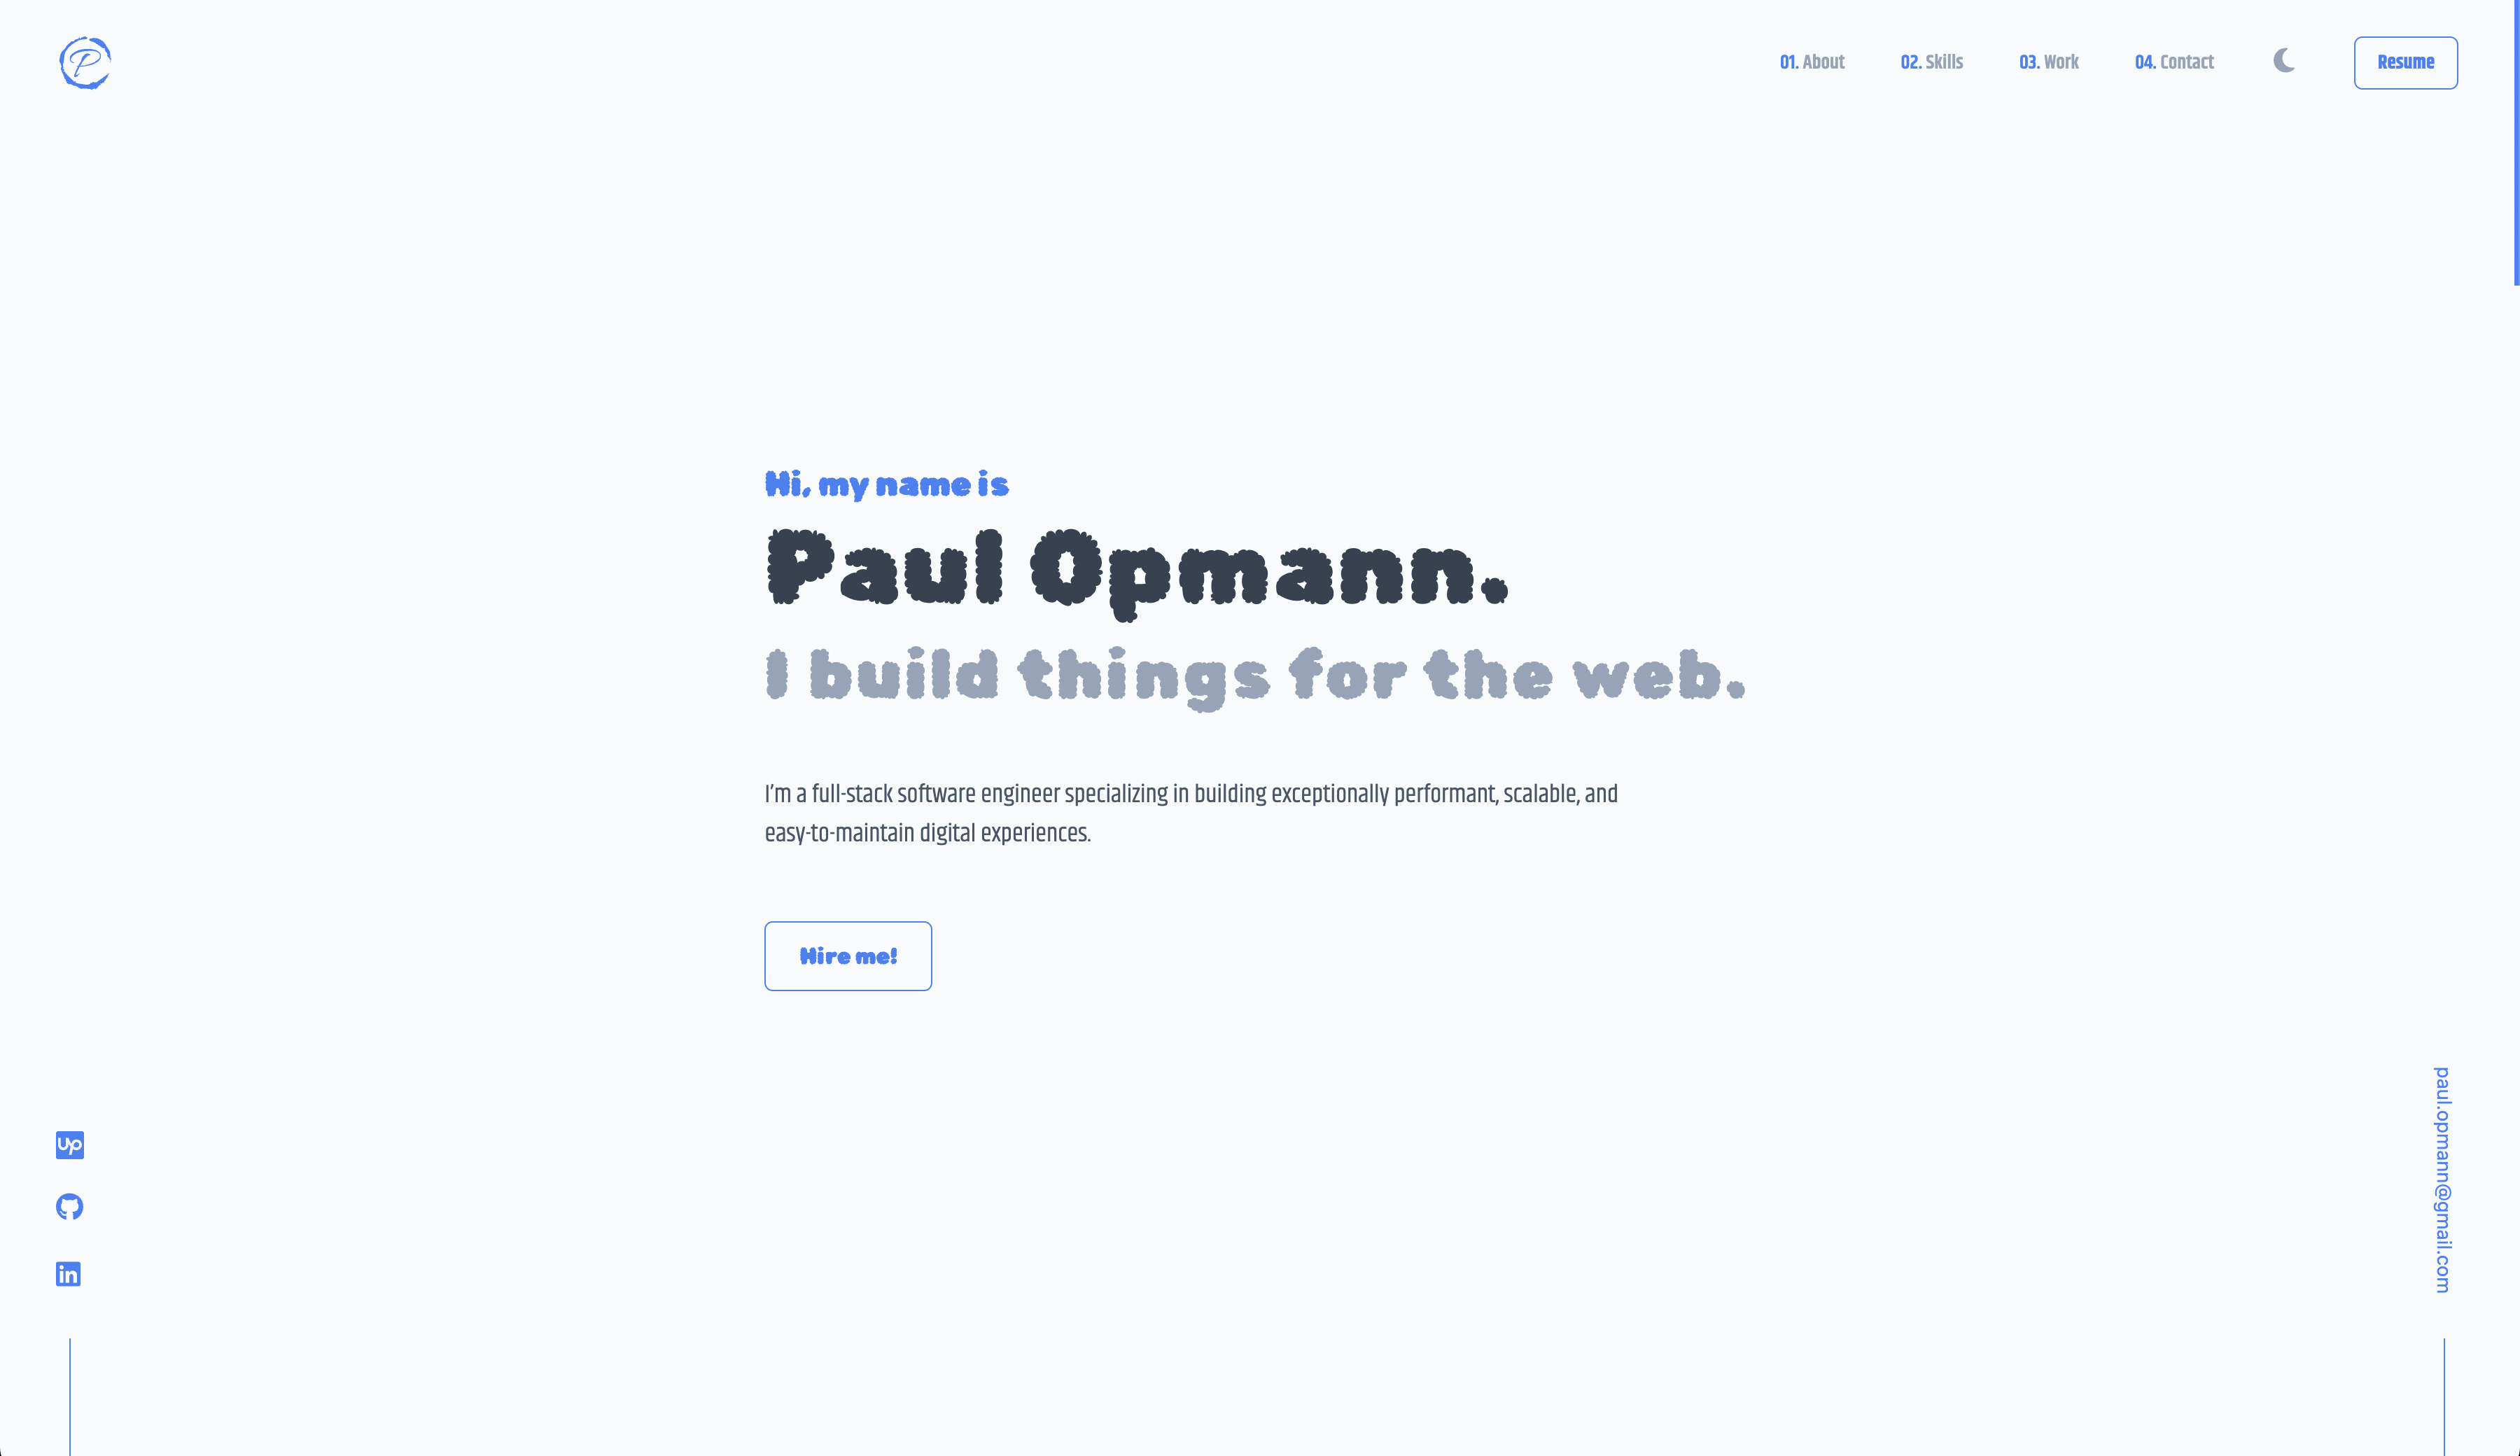 P
01. About 02. Skills 03. Work 04. Contact Resume
Hi, my name is
Paul Opmann.
I build things for the web.
I'm a full-stack software engineer specializing in building exceptionally performant, scalable, and
easy-to-maintain digital experiences.
Hire me!
up
in
paul.opmann@gmail.com